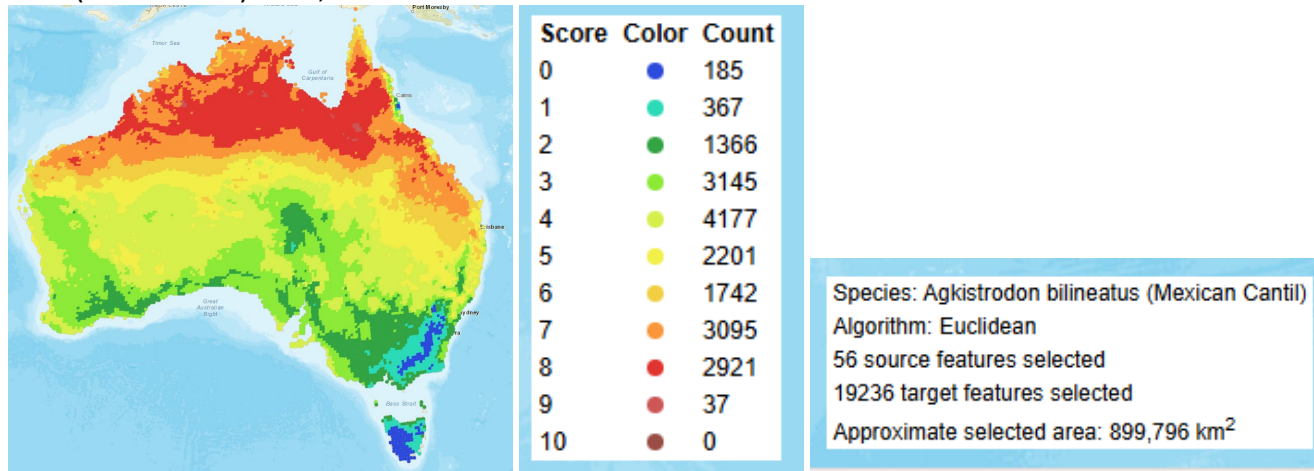 Port Moresby
Timor Sea
Gulf of
Carpentaria
Cairns
Brisbane
Great
Australian
Bight
ydney
ra
Bass Strait
Score Color Count
0 185
1 367
2 1366
3 3145
4 4177
5 2201
6 1742
7 3095
8 2921
9 37
10 0
Species: Agkistrodon bilineatus (Mexican Cantil)
Algorithm: Euclidean
56 source features selected
19236 target features selected
Approximate selected area: 899,796 km²